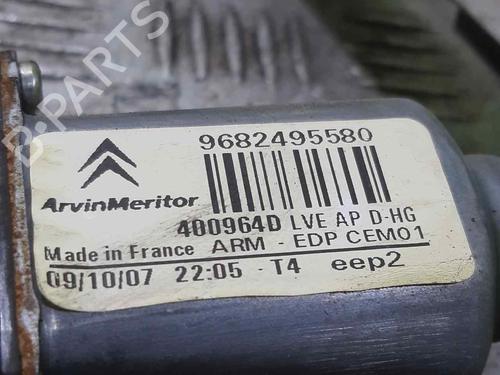 B-PARTS
9682495580
ArvinMeritor
400964D LVE AP D-HG
Made in France ARM - EDP CEM01
09/10/07 22:05 - T4 eep2